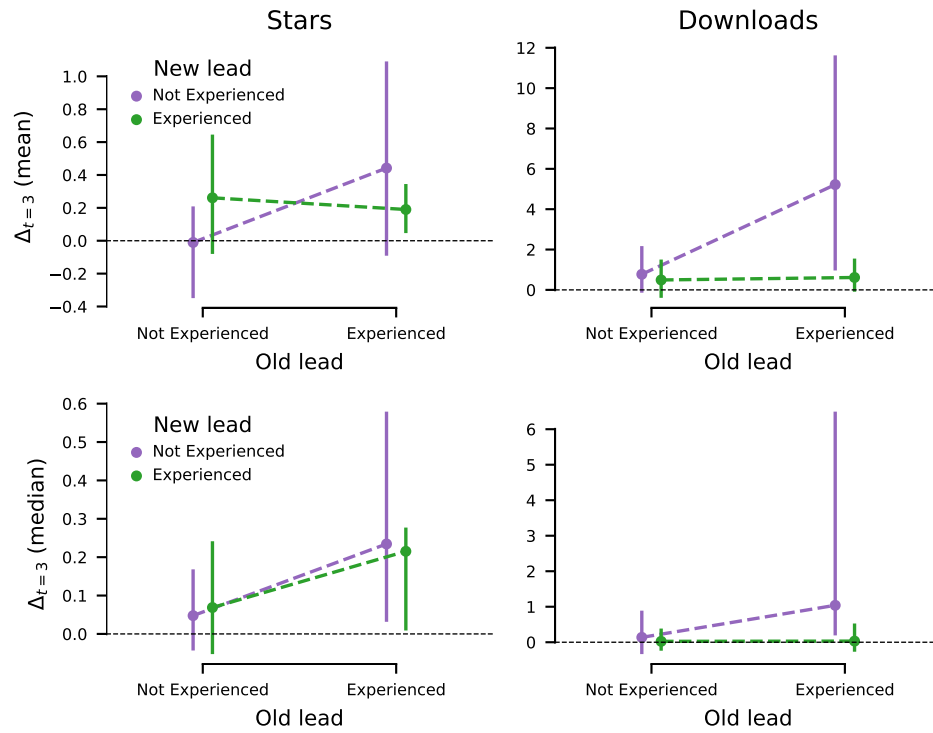 Stars
Downloads
Δt = 3 (mean)
1.0
0.8
0.6
0.4
0.2
0.0
−0.2
−0.4
New lead
Not Experienced
Experienced
Not Experienced
Experienced
Old lead
12
10
8
6
4
2
0
Not Experienced
Experienced
Old lead
Δt = 3 (median)
0.6
0.5
0.4
0.3
0.2
0.1
0.0
New lead
Not Experienced
Experienced
Not Experienced
Experienced
Old lead
6
5
4
3
2
1
0
Not Experienced
Experienced
Old lead